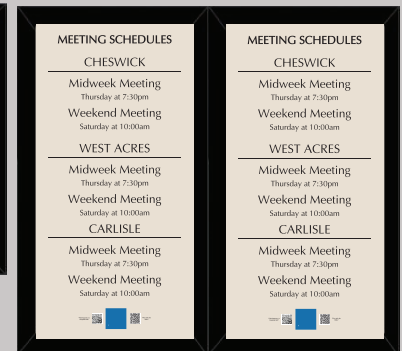 MEETING SCHEDULES
CHESWICK
Midweek Meeting
Thursday at 7:30pm
Weekend Meeting
Saturday at 10:00am
WEST ACRES
Midweek Meeting
Thursday at 7:30pm
Weekend Meeting
Saturday at 10:00am
CARLISLE
Midweek Meeting
Thursday at 7:30pm
Weekend Meeting
Saturday at 10:00am
MEETING SCHEDULES
CHESWICK
Midweek Meeting
Thursday at 7:30pm
Weekend Meeting
Saturday at 10:00am
WEST ACRES
Midweek Meeting
Thursday at 7:30pm
Weekend Meeting
Saturday at 10:00am
CARLISLE
Midweek Meeting
Thursday at 7:30pm
Weekend Meeting
Saturday at 10:00am